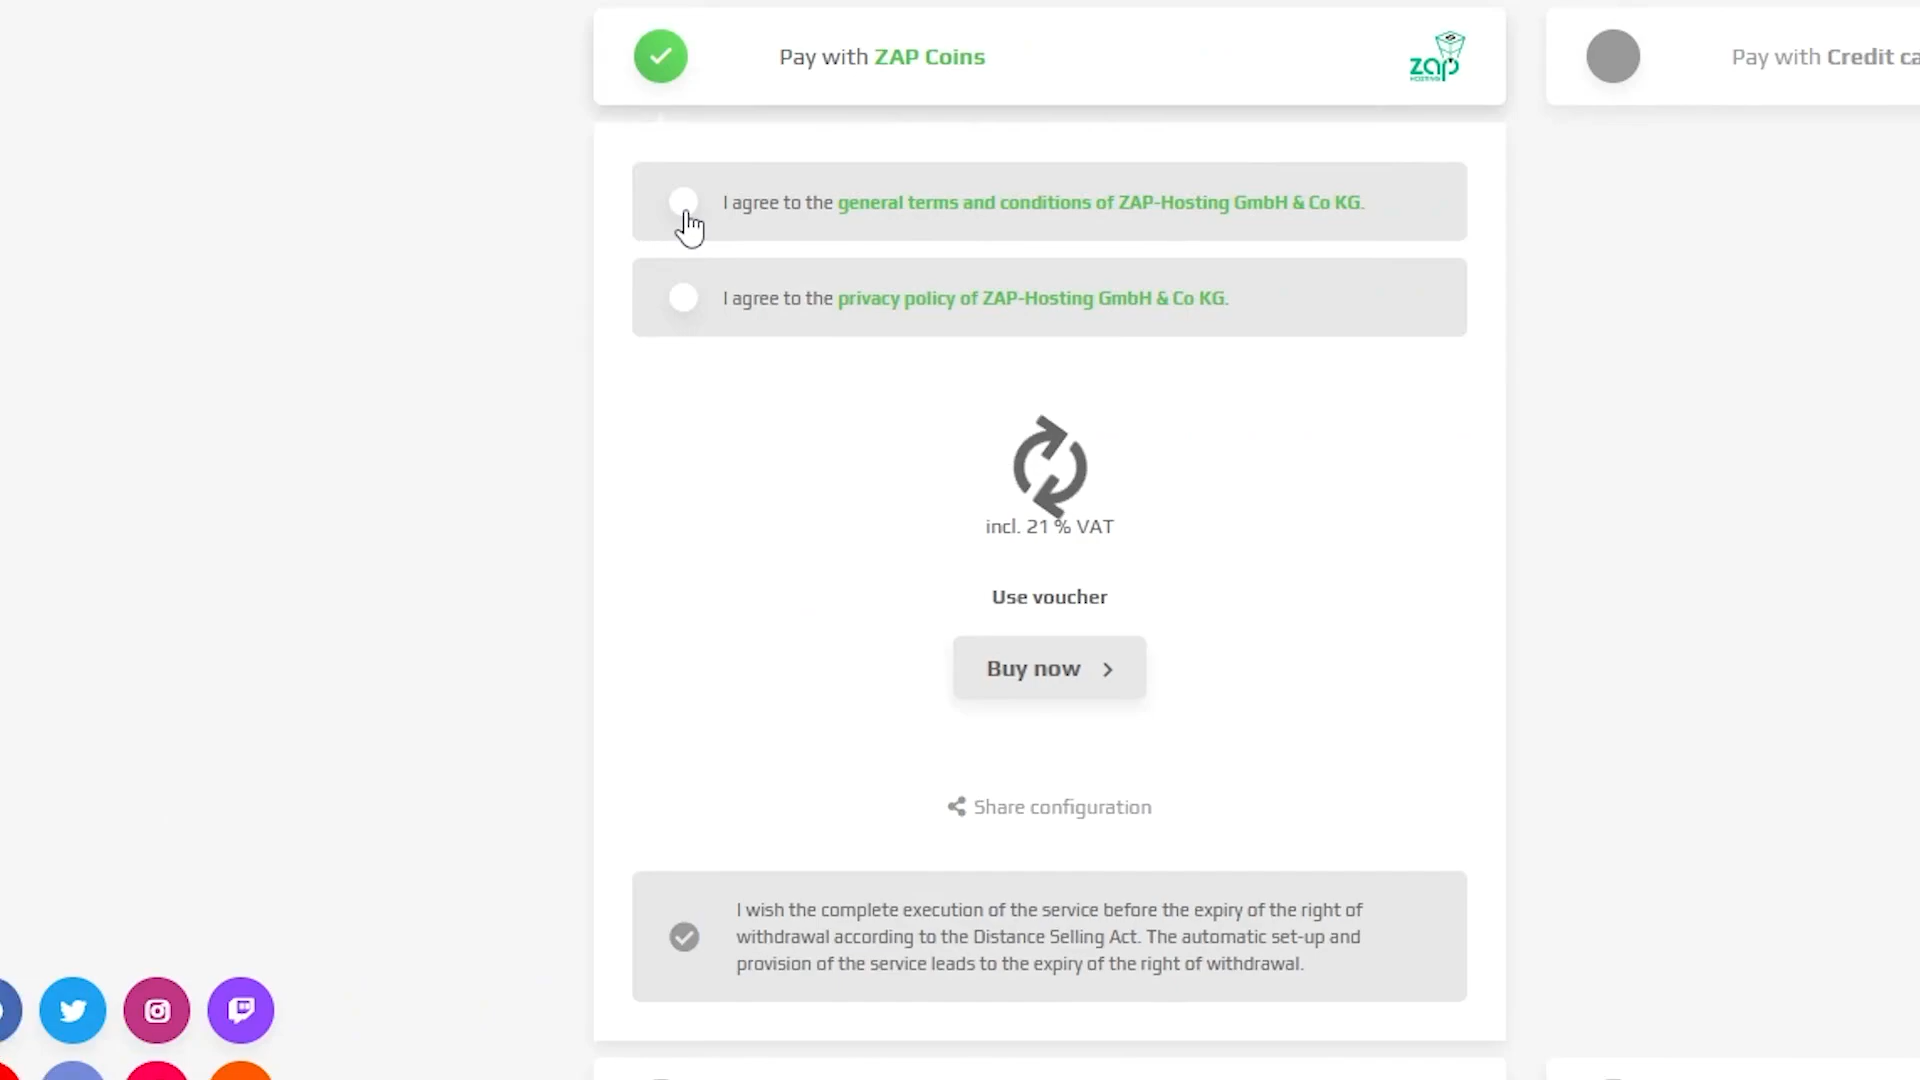 Pay with ZAP Coins
zap
HOSTING
Pay with Credit ca
I agree to the general terms and conditions of ZAP-Hosting GmbH & Co KG.
I agree to the privacy policy of ZAP-Hosting GmbH & Co KG.
incl. 21 % VAT
Use voucher
Buy now
Share configuration
I wish the complete execution of the service before the expiry of the right of
withdrawal according to the Distance Selling Act. The automatic set-up and
provision of the service leads to the expiry of the right of withdrawal.